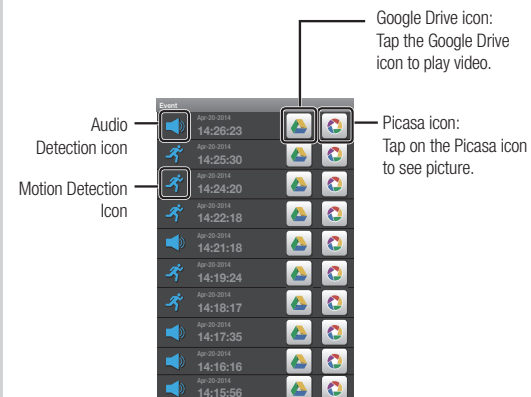 Google Drive icon:
Tap the Google Drive
icon to play video.
Audio
Detection icon
Motion Detection
Icon
Picasa icon:
Tap on the Picasa icon
to see picture.
Event
Apr-20-2014
14:26:23
Apr-20-2014
14:25:30
Apr-20-2014
14:24:20
Apr-20-2014
14:22:18
Apr-20-2014
14:21:18
Apr-20-2014
14:19:24
Apr-20-2014
14:18:17
Apr-20-2014
14:17:35
Apr-20-2014
14:16:16
Apr-20-2014
14:15:56